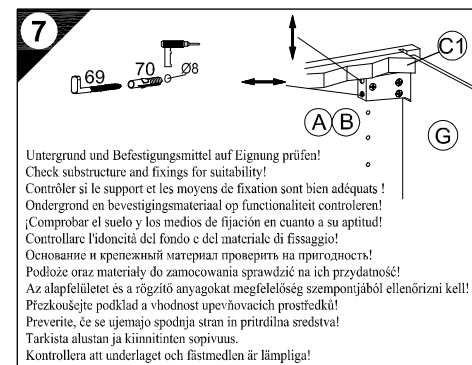 7
69
70
Ø8
C1
A B
G
Untergrund und Befestigungsmittel auf Eignung prüfen!
Check substructure and fixings for suitability!
Contrôler si le support et les moyens de fixation sont bien adéquats !
Ondergrond en bevestigingsmateriaal op functionaliteit controleren!
¡Comprobar el suelo y los medios de fijación en cuanto a su aptitud!
Controllare l'idoncità del fondo e del materiale di fissaggio!
Основание и крепежный материал проверить на пригодность!
Podłoże oraz materiały do zamocowania sprawdzić na ich przydatność!
Az alapfelületet és a rögzítő anyagokat megfelelőség szempontjából ellenőrizni kell!
Přezkoušejte podklad a vhodnost upevňovacích prostředků!
Preverite, če se ujemajo spodnja stran in pritrdilna sredstva!
Tarkista alustan ja kiinnitinten sopivuus.
Kontrollera att underlaget och fästmedlen är lämpliga!